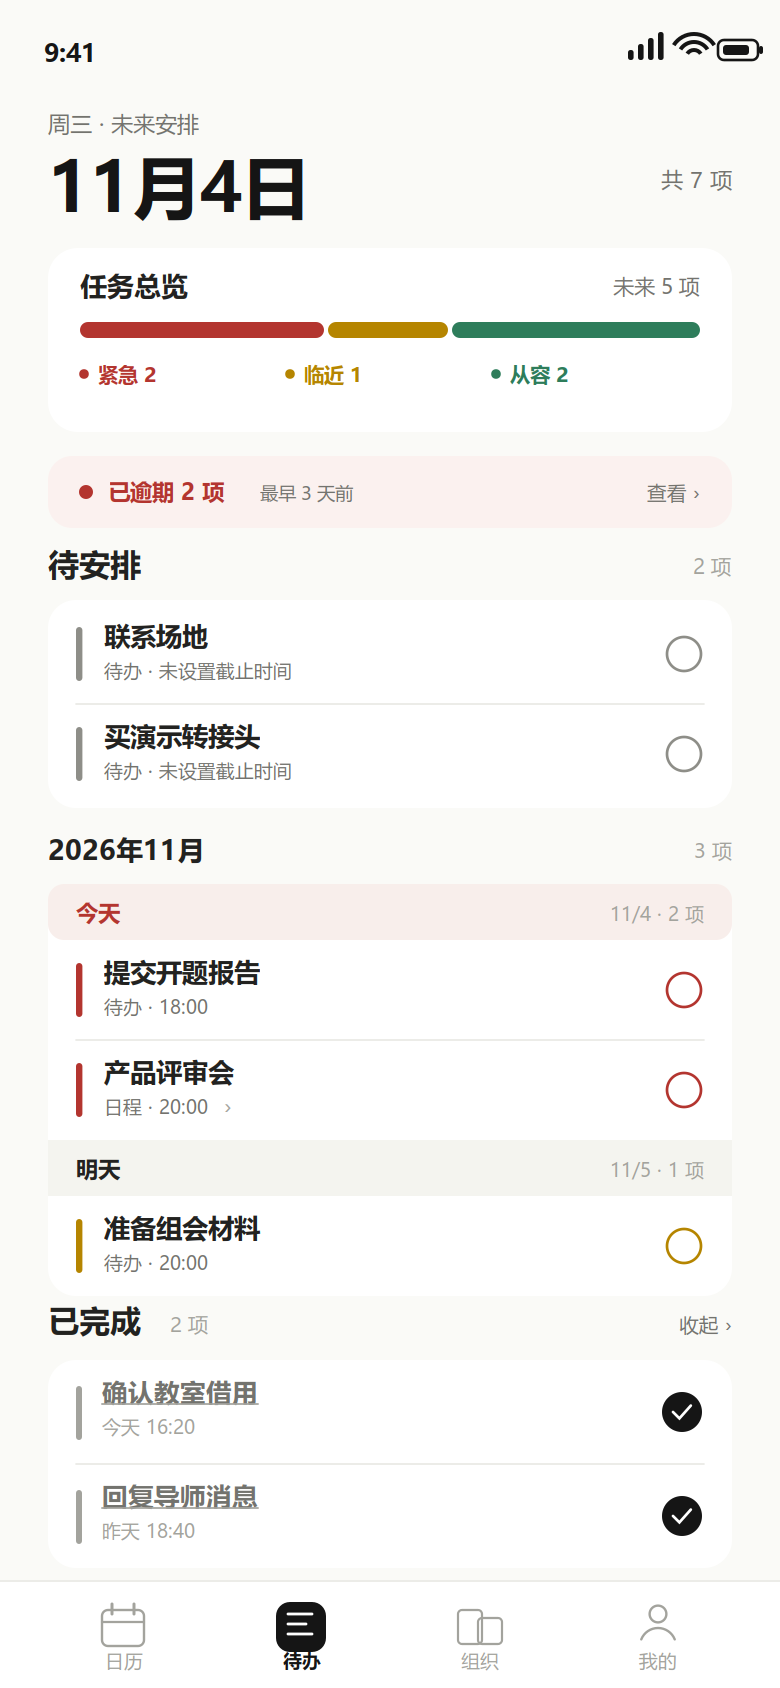 9:41
周三 · 未来安排
11月4日
共 7 项
任务总览
未来 5 项
紧急 2
临近 1
从容 2
已逾期 2 项
最早 3 天前
查看 ›
待安排
2 项
联系场地
待办 · 未设置截止时间
买演示转接头
待办 · 未设置截止时间
2026年11月
3 项
今天
11/4 · 2 项
提交开题报告
待办 · 18:00
产品评审会
日程 · 20:00 ›
明天
11/5 · 1 项
准备组会材料
待办 · 20:00
已完成
2 项
收起 ›
确认教室借用
今天 16:20
回复导师消息
昨天 18:40
日历
待办
组织
我的